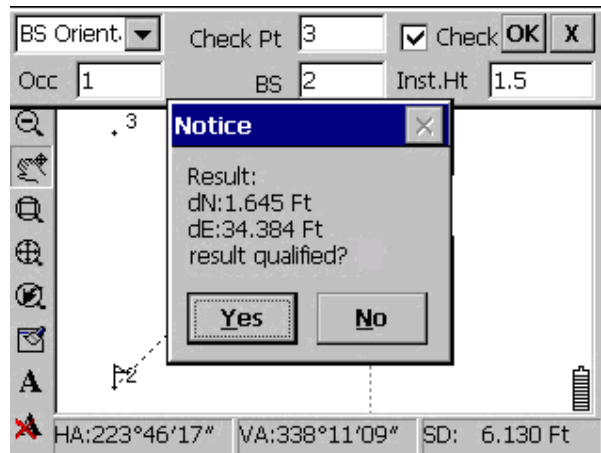 BS Orient. Check Pt 3 Check OK X
Occ 1 BS 2 Inst.Ht 1.5
3
Notice
Result:
dN:1.645 Ft
dE:34.384 Ft
result qualified?
Yes No
2
A
A
HA:223°46'17" VA:338°11'09" SD: 6.130 Ft